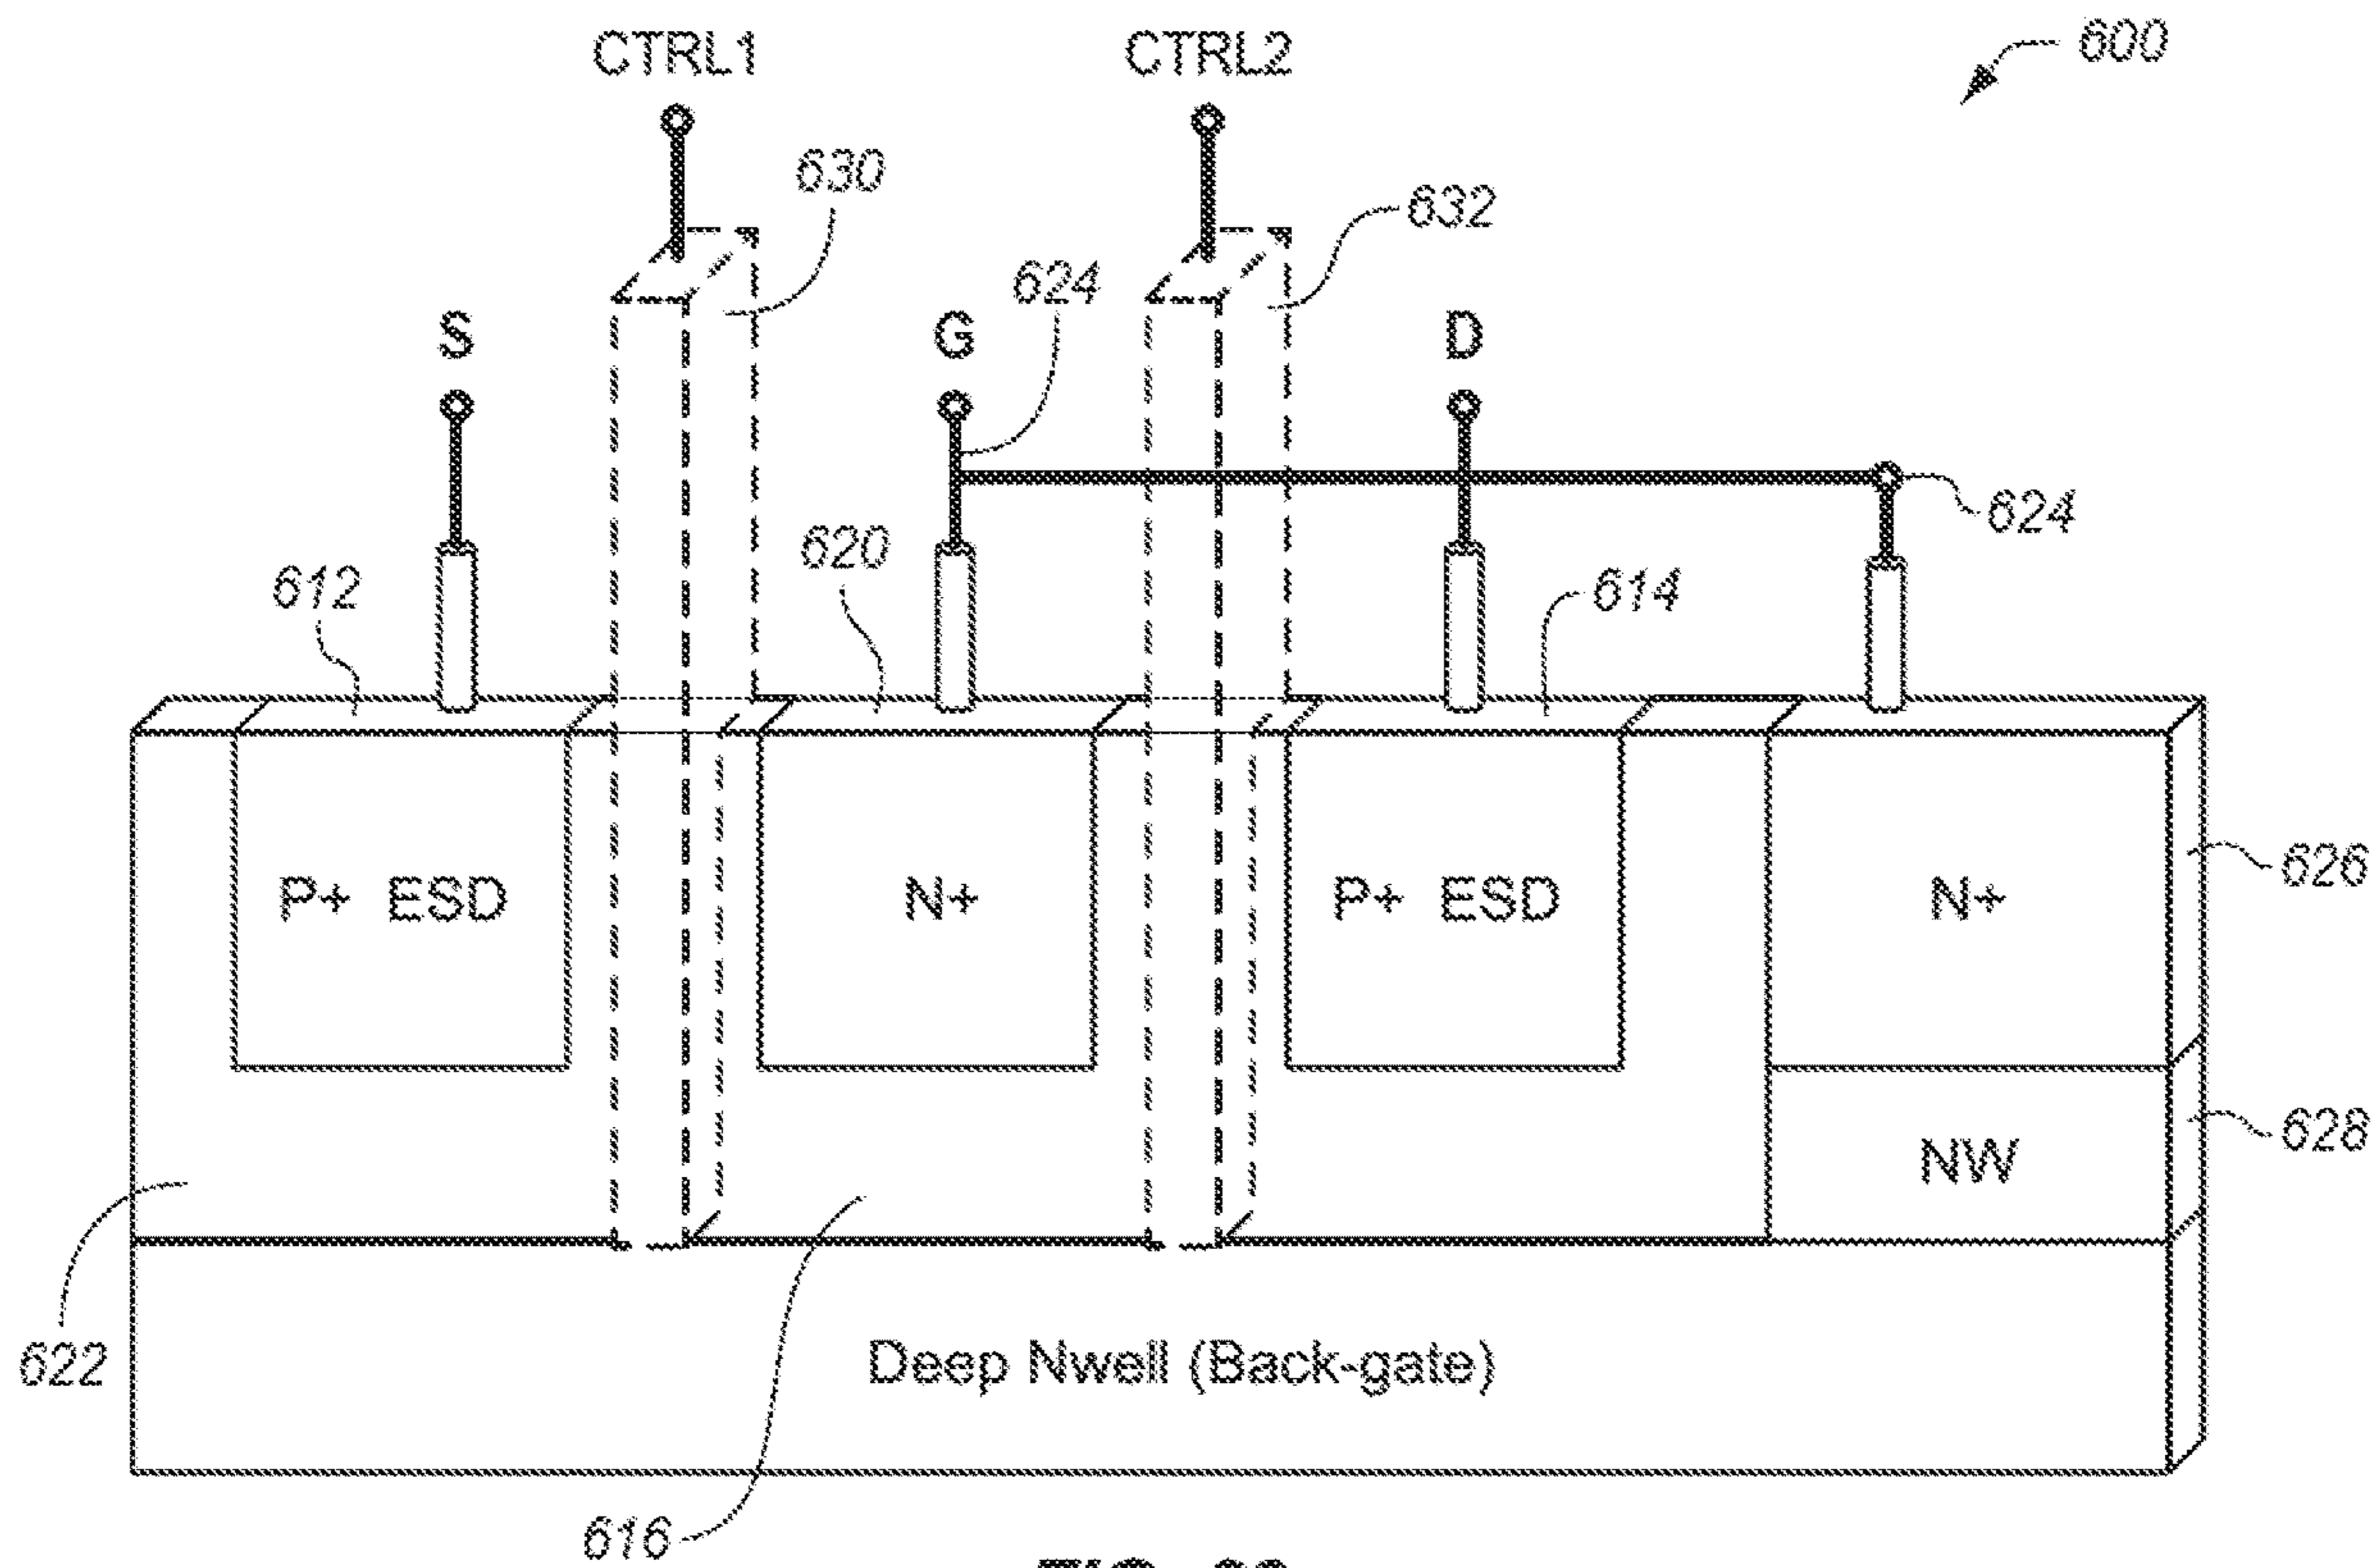 CTRL1 CTRL2 600
630
632
624
S G D
624
620
612 614
P+ ESD N+ P+ ESD N+
626
628
NW
622
Deep Nwell (Back-gate)
616